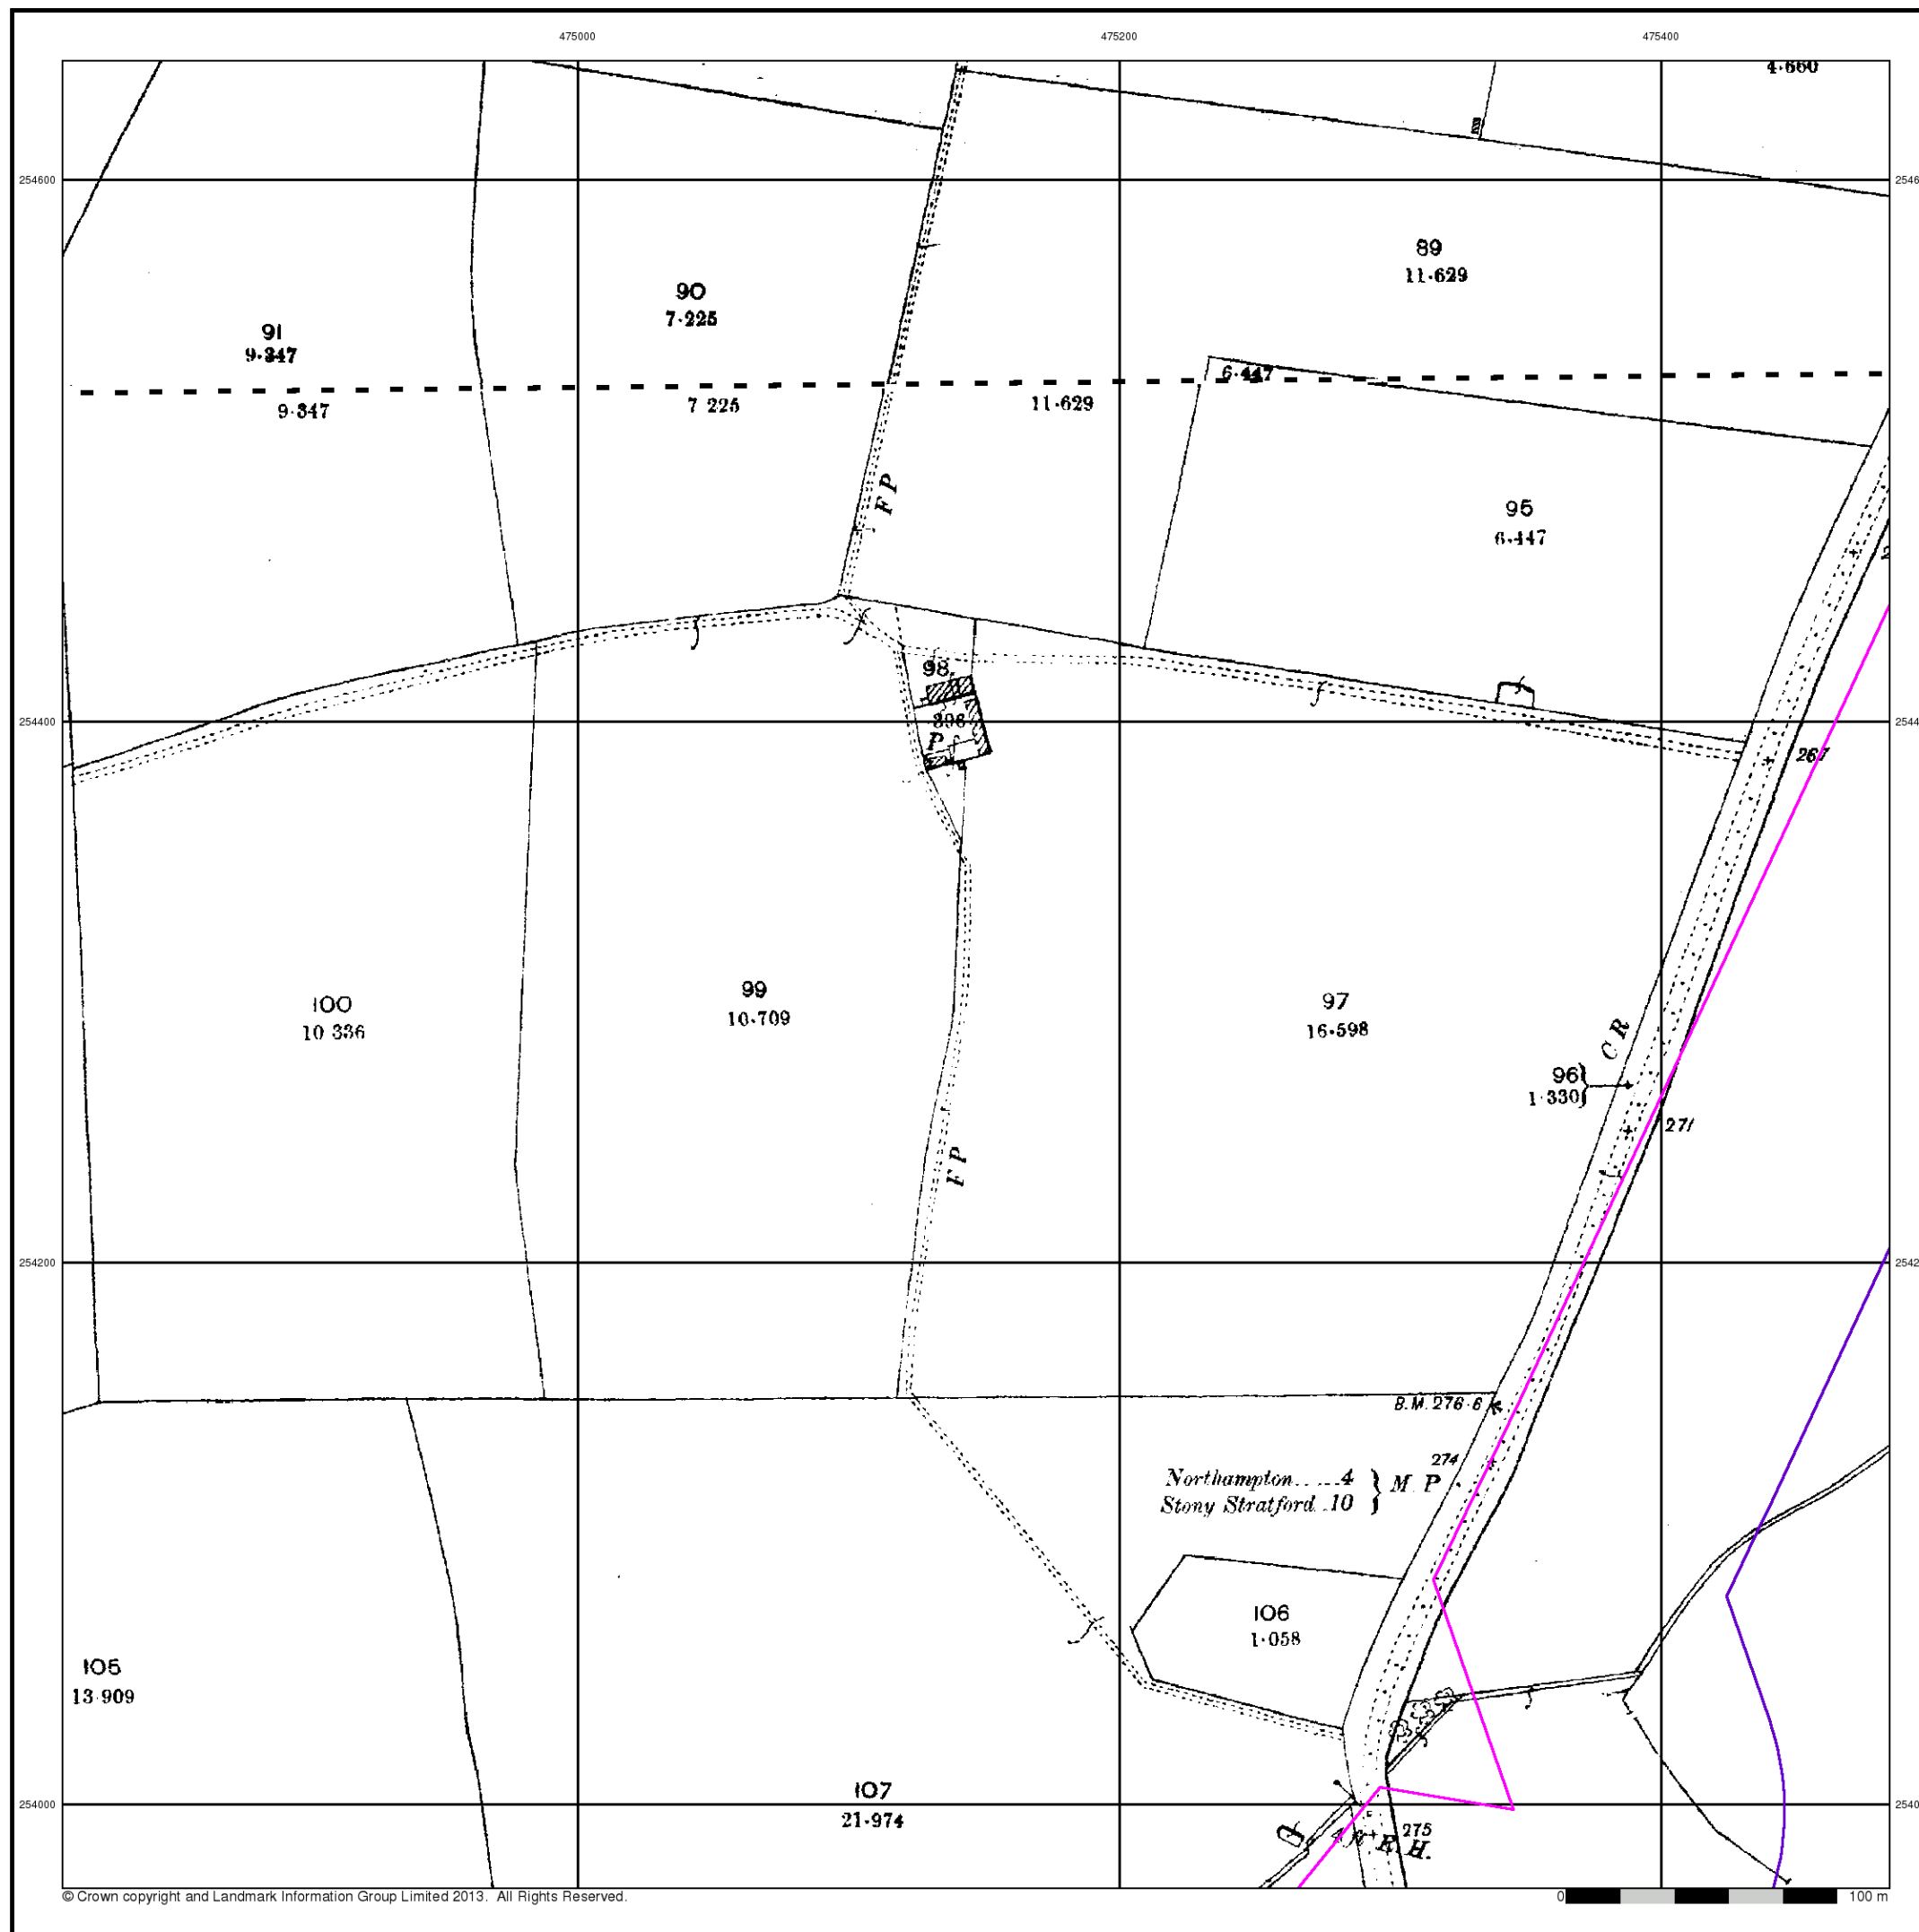 475000 475200 475400
4·660
254600
89
11·629
90
7·225
91
9·347
6·447
9·347 7 225 11·629
F P
95
6·447
98
254400
P
267
99
10·709
100
10 336
97
16·598
C R
96
1·330
271
F P
254200
B.M. 276·6
274
Northampton 4
Stony Stratford 10
M P
106
1·058
105
13·909
107
21·974
254000
275
4 ft E.H.
© Crown copyright and Landmark Information Group Limited 2013. All Rights Reserved.
0 100 m